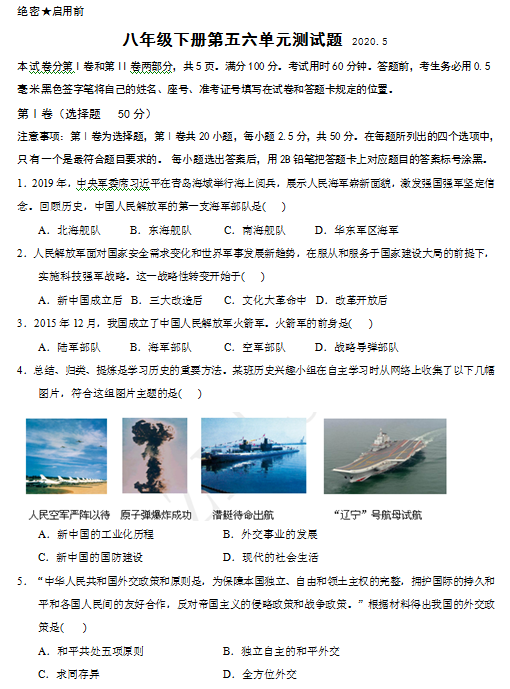 绝密★启用前
八年级下册第五六单元测试题 2020.5
本试卷分第Ⅰ卷和第II卷两部分，共5页。满分100分。考试用时60分钟。答题前，考生务必用0.5
毫米黑色签字笔将自己的姓名、座号、准考证号填写在试卷和答题卡规定的位置。
第Ⅰ卷（选择题 50分）
注意事项：第Ⅰ卷为选择题，第Ⅰ卷共20小题，每小题2.5分，共50分。在每题所列出的四个选项中，
只有一个是最符合题目要求的。 每小题选出答案后，用2B铅笔把答题卡上对应题目的答案标号涂黑。
1．2019年，中央军委席习近平在青岛海域举行海上阅兵，展示人民海军崭新面貌，激发强国强军坚定信
念。回顾历史，中国人民解放军的第一支海军部队是( )
A．北海舰队 B．东海舰队 C．南海舰队 D．华东军区海军
2．人民解放军面对国家安全需求变化和世界军事发展新趋势，在服从和服务于国家建设大局的前提下，
实施科技强军战略。这一战略性转变开始于( )
A．新中国成立后 B．三大改造后 C．文化大革命中 D．改革开放后
3．2015年12月，我国成立了中国人民解放军火箭军。火箭军的前身是( )
A．陆军部队 B．海军部队 C．空军部队 D．战略导弹部队
4．总结、归类、提炼是学习历史的重要方法。某班历史兴趣小组在自主学习时从网络上收集了以下几幅
图片，符合这组图片主题的是( )
人民空军严阵以待 原子弹爆炸成功 潜艇待命出航 “辽宁”号航母试航
A．新中国的工业化历程 B．外交事业的发展
C．新中国的国防建设 D．现代的社会生活
5．“中华人民共和国外交政策和原则是，为保障本国独立、自由和领土主权的完整，拥护国际的持久和
平和各国人民间的友好合作，反对帝国主义的侵略政策和战争政策。”根据材料得出我国的外交政
策是( )
A．和平共处五项原则 B．独立自主的和平外交
C．求同存异 D．全方位外交